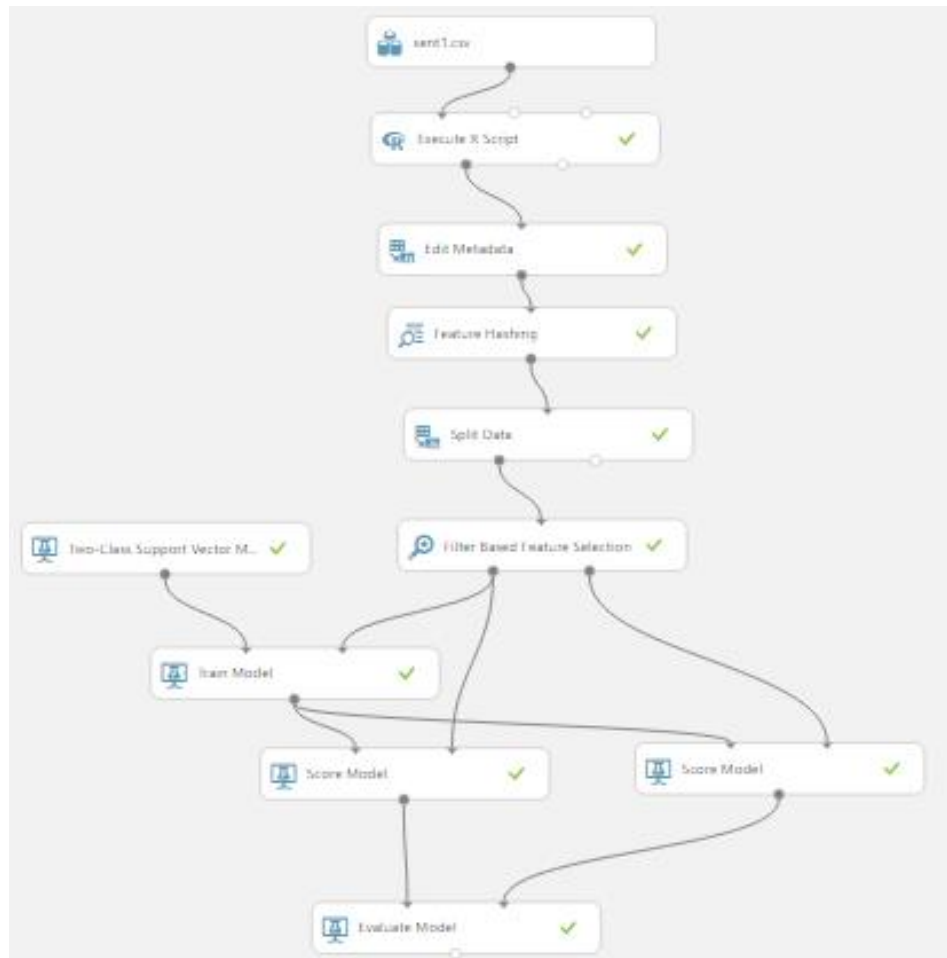 sent1.csv
Execute R Script
Edit Metadata
Feature Hashing
Split Data
Two-Class Support Vector M...
Filter Based Feature Selection
Train Model
Score Model
Score Model
Evaluate Model